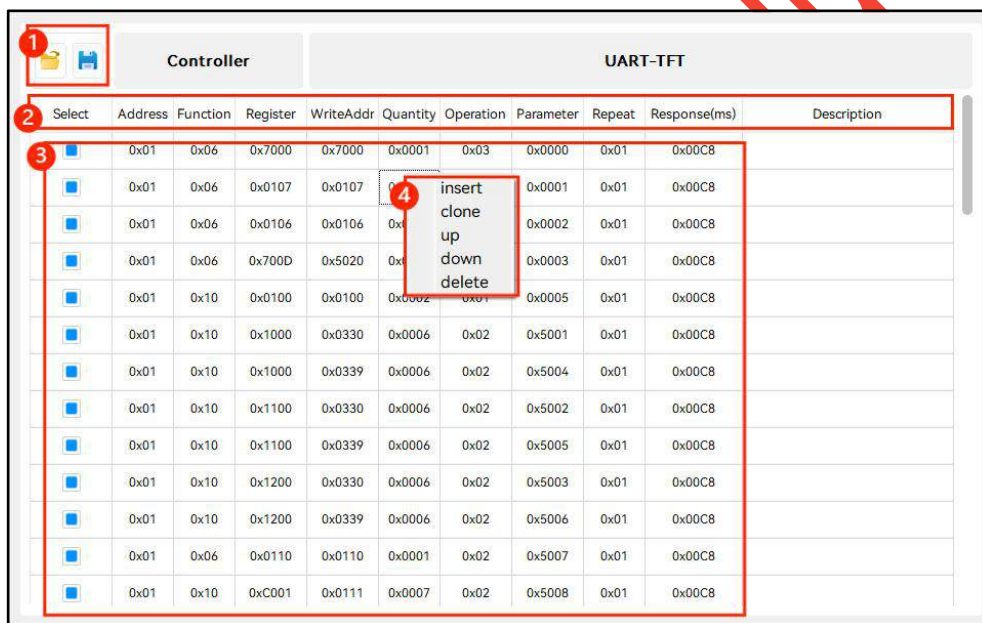 1 Controller UART-TFT
2 Select Address Function Register WriteAddr Quantity Operation Parameter Repeat Response(ms) Description
3 0x01 0x06 0x7000 0x7000 0x0001 0x03 0x0000 0x01 0x00C8
0x01 0x06 0x0107 0x0107 0x0001 0x01 0x00C8
4 insert
clone
up
down
delete
0x01 0x06 0x0106 0x0106 0x0002 0x01 0x00C8
0x01 0x06 0x700D 0x5020 0x0003 0x01 0x00C8
0x01 0x10 0x0100 0x0100 0x0002 0x01 0x0005 0x01 0x00C8
0x01 0x10 0x1000 0x0330 0x0006 0x02 0x5001 0x01 0x00C8
0x01 0x10 0x1000 0x0339 0x0006 0x02 0x5004 0x01 0x00C8
0x01 0x10 0x1100 0x0330 0x0006 0x02 0x5002 0x01 0x00C8
0x01 0x10 0x1100 0x0339 0x0006 0x02 0x5005 0x01 0x00C8
0x01 0x10 0x1200 0x0330 0x0006 0x02 0x5003 0x01 0x00C8
0x01 0x10 0x1200 0x0339 0x0006 0x02 0x5006 0x01 0x00C8
0x01 0x06 0x0110 0x0110 0x0001 0x02 0x5007 0x01 0x00C8
0x01 0x10 0xC001 0x0111 0x0007 0x02 0x5008 0x01 0x00C8